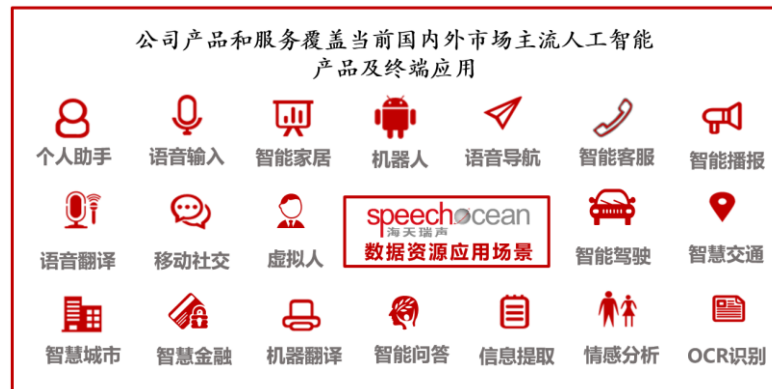 公司产品和服务覆盖当前国内外市场主流人工智能
产品及终端应用
个人助手 语音输入 智能家居 机器人 语音导航 智能客服 智能播报
speechocean
海天瑞声
数据资源应用场景
语音翻译 移动社交 虚拟人 智能驾驶 智慧交通
智慧城市 智慧金融 机器翻译 智能问答 信息提取 情感分析 OCR识别